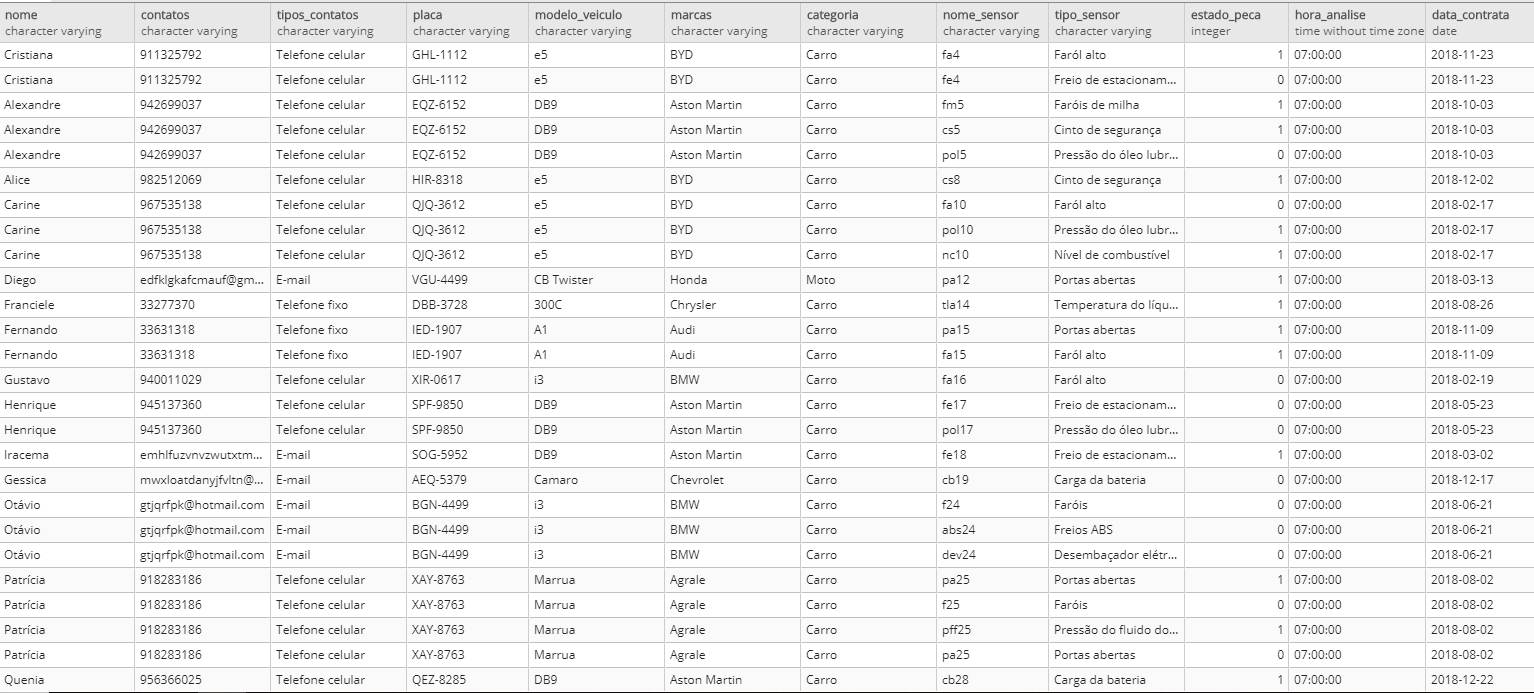 nome contatos tipos_contatos placa modelo_veiculo marcas categoria nome_sensor tipo_sensor estado_peca hora_analise data_contrata
character varying character varying character varying character varying character varying character varying character varying character varying character varying integer time without time zone date
Cristiana 911325792 Telefone celular GHL-1112 e5 BYD Carro fa4 Faról alto 1 07:00:00 2018-11-23
Cristiana 911325792 Telefone celular GHL-1112 e5 BYD Carro fe4 Freio de estacionam... 0 07:00:00 2018-11-23
Alexandre 942699037 Telefone celular EQZ-6152 DB9 Aston Martin Carro fm5 Faróis de milha 1 07:00:00 2018-10-03
Alexandre 942699037 Telefone celular EQZ-6152 DB9 Aston Martin Carro cs5 Cinto de segurança 1 07:00:00 2018-10-03
Alexandre 942699037 Telefone celular EQZ-6152 DB9 Aston Martin Carro pol5 Pressão do óleo lubr... 0 07:00:00 2018-10-03
Alice 982512069 Telefone celular HIR-8318 e5 BYD Carro cs8 Cinto de segurança 1 07:00:00 2018-12-02
Carine 967535138 Telefone celular QJQ-3612 e5 BYD Carro fa10 Faról alto 0 07:00:00 2018-02-17
Carine 967535138 Telefone celular QJQ-3612 e5 BYD Carro pol10 Pressão do óleo lubr... 1 07:00:00 2018-02-17
Carine 967535138 Telefone celular QJQ-3612 e5 BYD Carro nc10 Nível de combustível 1 07:00:00 2018-02-17
Diego edfklgkafcmauf@gm... E-mail VGU-4499 CB Twister Honda Moto pa12 Portas abertas 1 07:00:00 2018-03-13
Franciele 33277370 Telefone fixo DBB-3728 300C Chrysler Carro tla14 Temperatura do líqu... 1 07:00:00 2018-08-26
Fernando 33631318 Telefone fixo IED-1907 A1 Audi Carro pa15 Portas abertas 1 07:00:00 2018-11-09
Fernando 33631318 Telefone fixo IED-1907 A1 Audi Carro fa15 Faról alto 1 07:00:00 2018-11-09
Gustavo 940011029 Telefone celular XIR-0617 i3 BMW Carro fa16 Faról alto 0 07:00:00 2018-02-19
Henrique 945137360 Telefone celular SPF-9850 DB9 Aston Martin Carro fe17 Freio de estacionam... 0 07:00:00 2018-05-23
Henrique 945137360 Telefone celular SPF-9850 DB9 Aston Martin Carro pol17 Pressão do óleo lubr... 0 07:00:00 2018-05-23
Iracema emhlfuzvnvzwutxtm... E-mail SOG-5952 DB9 Aston Martin Carro fe18 Freio de estacionam... 1 07:00:00 2018-03-02
Gessica mwxloatdanyjfvltn@... E-mail AEQ-5379 Camaro Chevrolet Carro cb19 Carga da bateria 0 07:00:00 2018-12-17
Otávio gtjqrfpk@hotmail.com E-mail BGN-4499 i3 BMW Carro f24 Faróis 0 07:00:00 2018-06-21
Otávio gtjqrfpk@hotmail.com E-mail BGN-4499 i3 BMW Carro abs24 Freios ABS 0 07:00:00 2018-06-21
Otávio gtjqrfpk@hotmail.com E-mail BGN-4499 i3 BMW Carro dev24 Desembaçador elétr... 0 07:00:00 2018-06-21
Patrícia 918283186 Telefone celular XAY-8763 Marrua Agrale Carro pa25 Portas abertas 1 07:00:00 2018-08-02
Patrícia 918283186 Telefone celular XAY-8763 Marrua Agrale Carro f25 Faróis 0 07:00:00 2018-08-02
Patrícia 918283186 Telefone celular XAY-8763 Marrua Agrale Carro pff25 Pressão do fluido do... 1 07:00:00 2018-08-02
Patrícia 918283186 Telefone celular XAY-8763 Marrua Agrale Carro pa25 Portas abertas 0 07:00:00 2018-08-02
Quenia 956366025 Telefone celular QEZ-8285 DB9 Aston Martin Carro cb28 Carga da bateria 1 07:00:00 2018-12-22